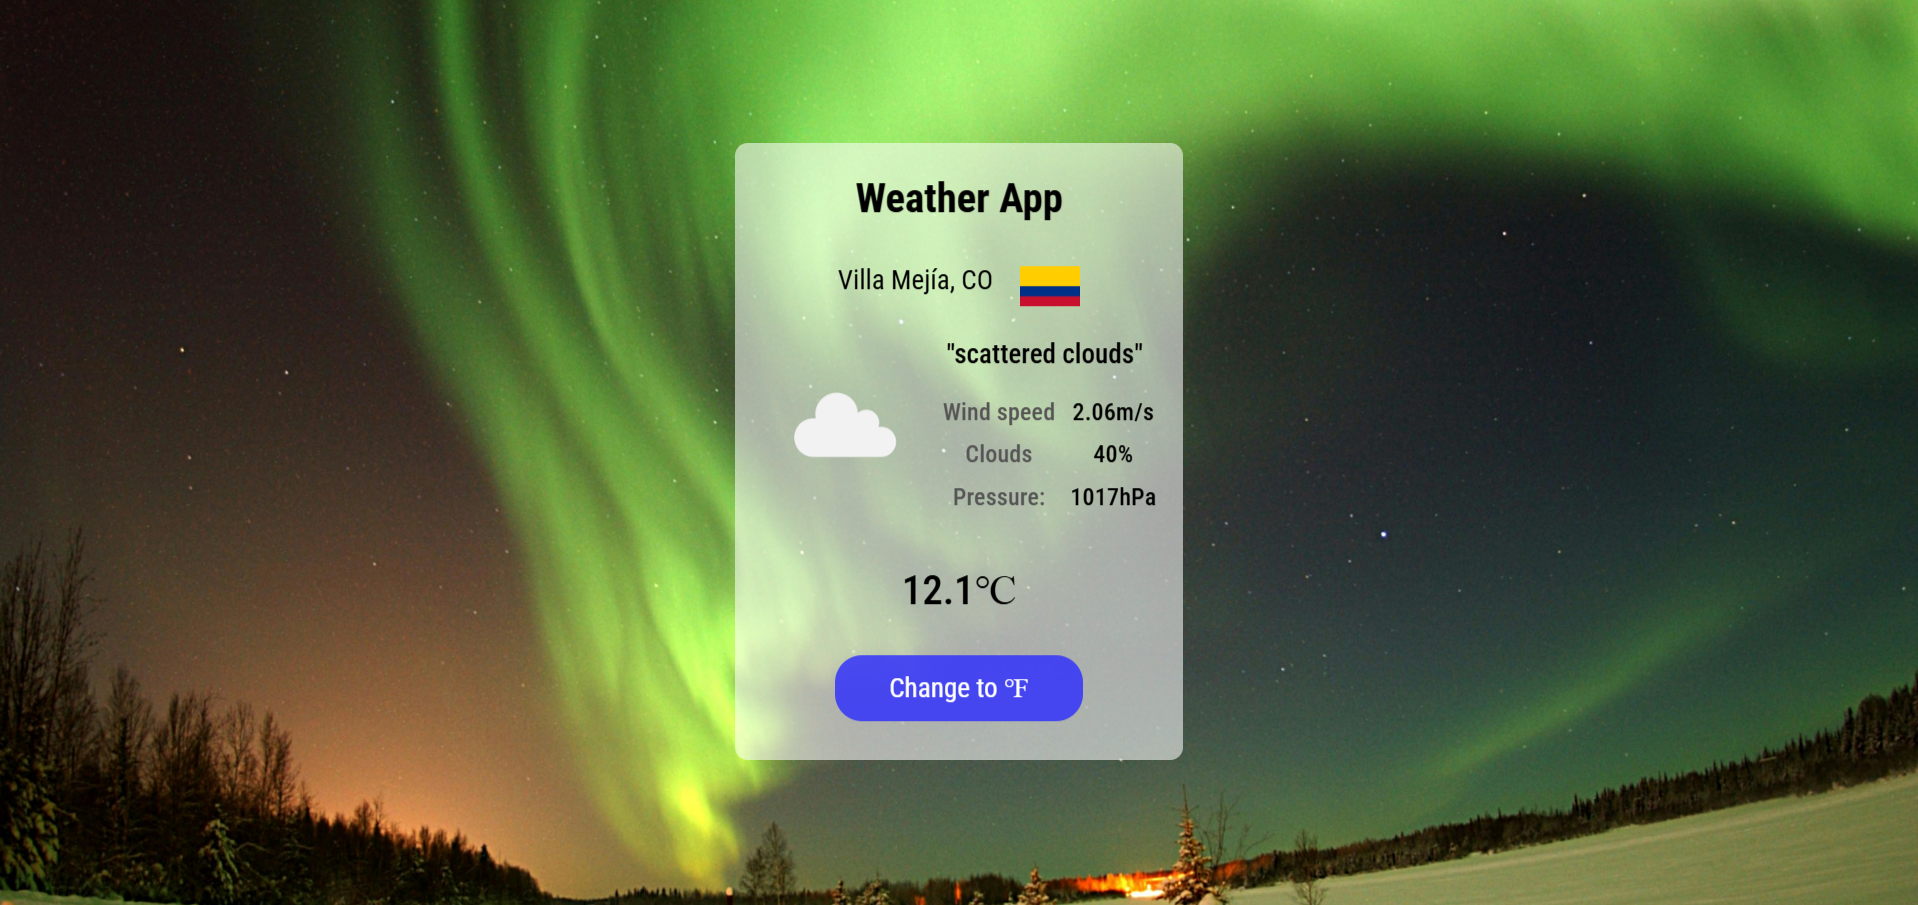 Weather App
Villa Mejía, CO
"scattered clouds"
Wind speed 2.06m/s
Clouds 40%
Pressure: 1017hPa
12.1℃
Change to ℉